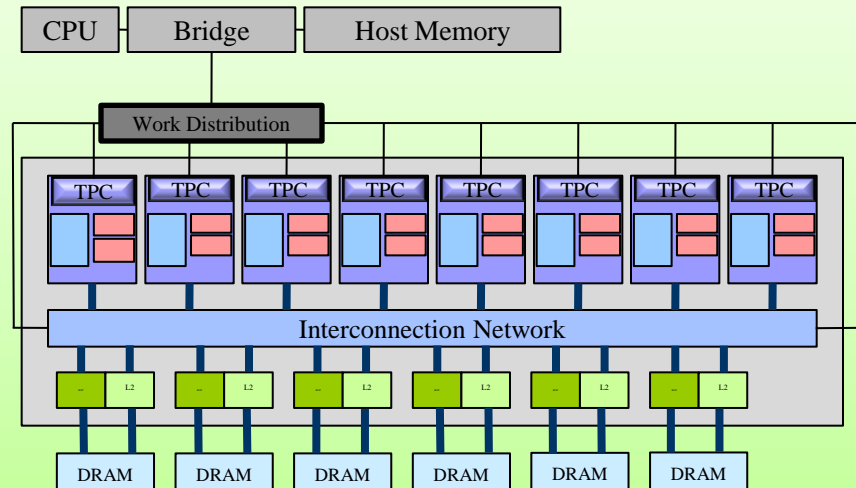 CPU
Bridge
Host Memory
Work Distribution
TPC
TPC
TPC
TPC
TPC
TPC
TPC
TPC
Interconnection Network
L2
L2
L2
L2
L2
L2
DRAM
DRAM
DRAM
DRAM
DRAM
DRAM